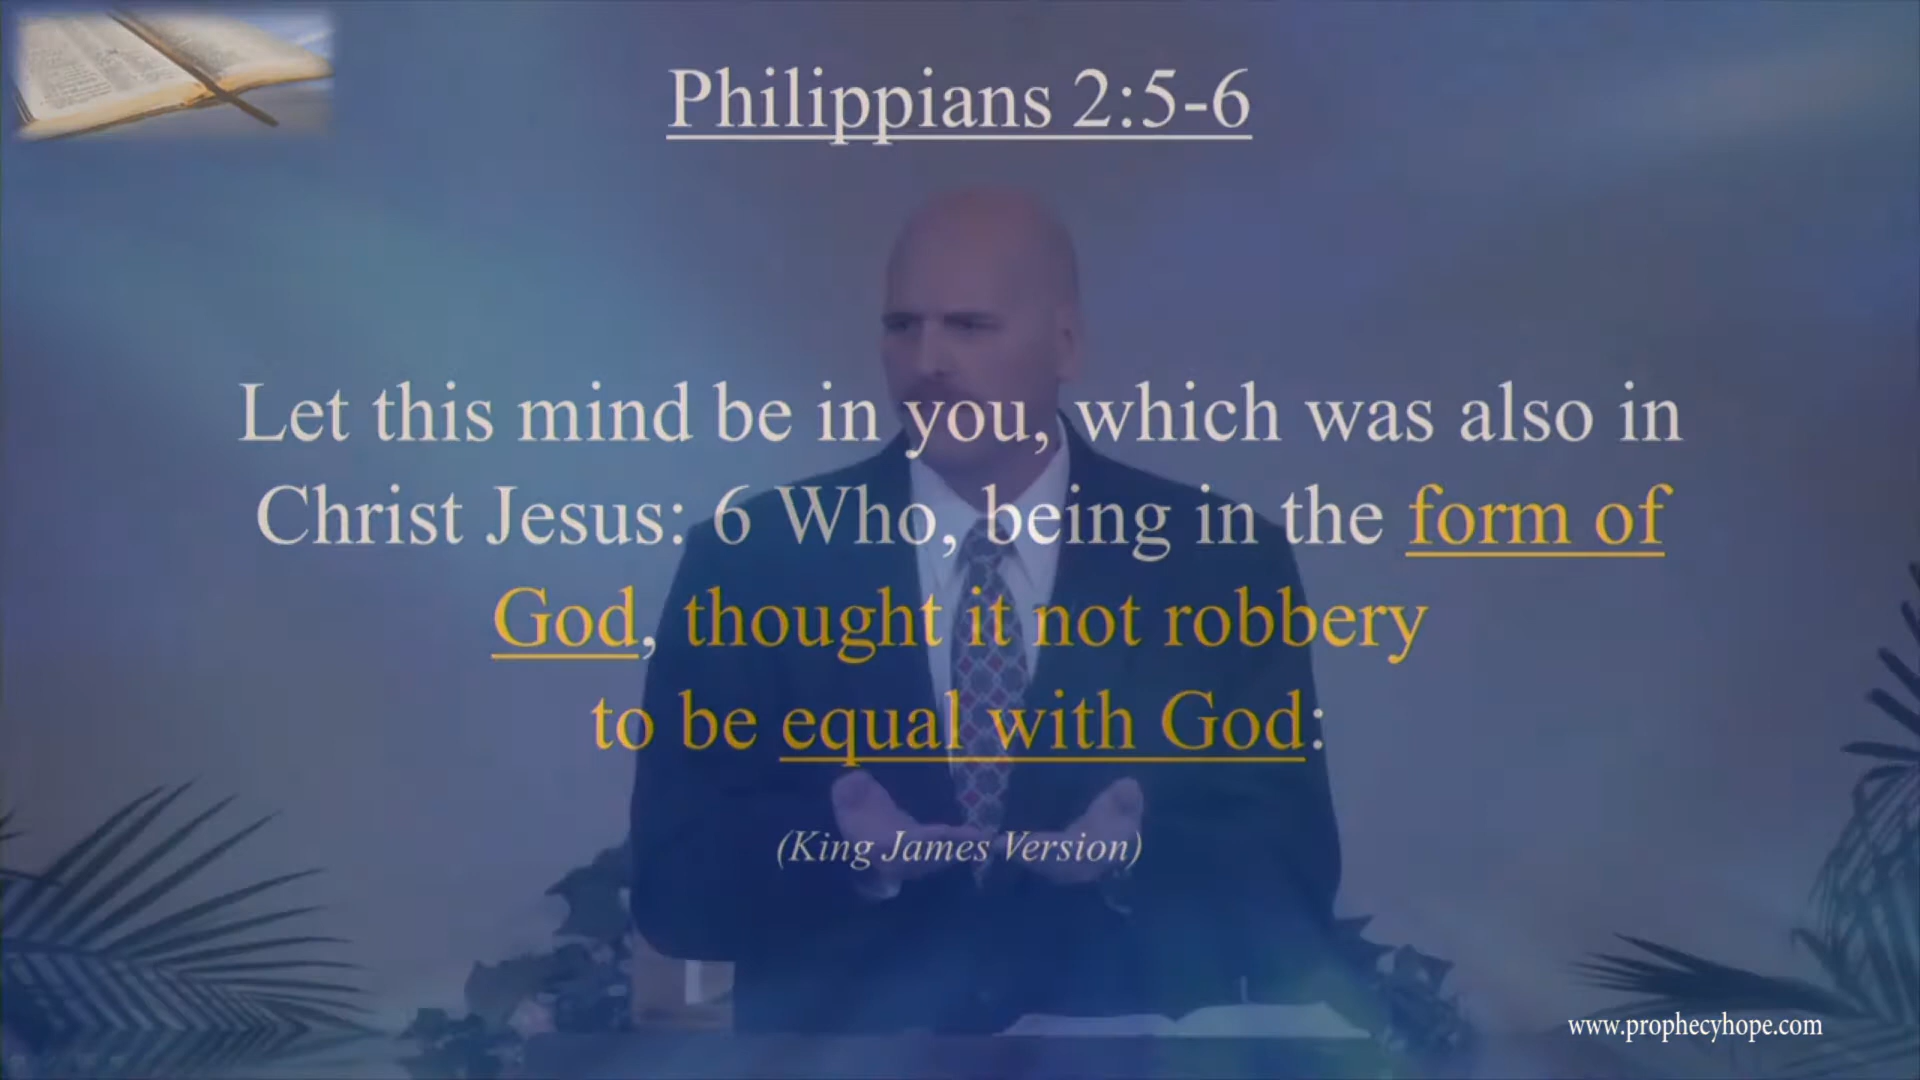 Philippians 2:5-6
Let this mind be in you, which was also in
Christ Jesus: 6 Who, being in the form of
God, thought it not robbery
to be equal with God:
(King James Version)
www.prophecyhope.com